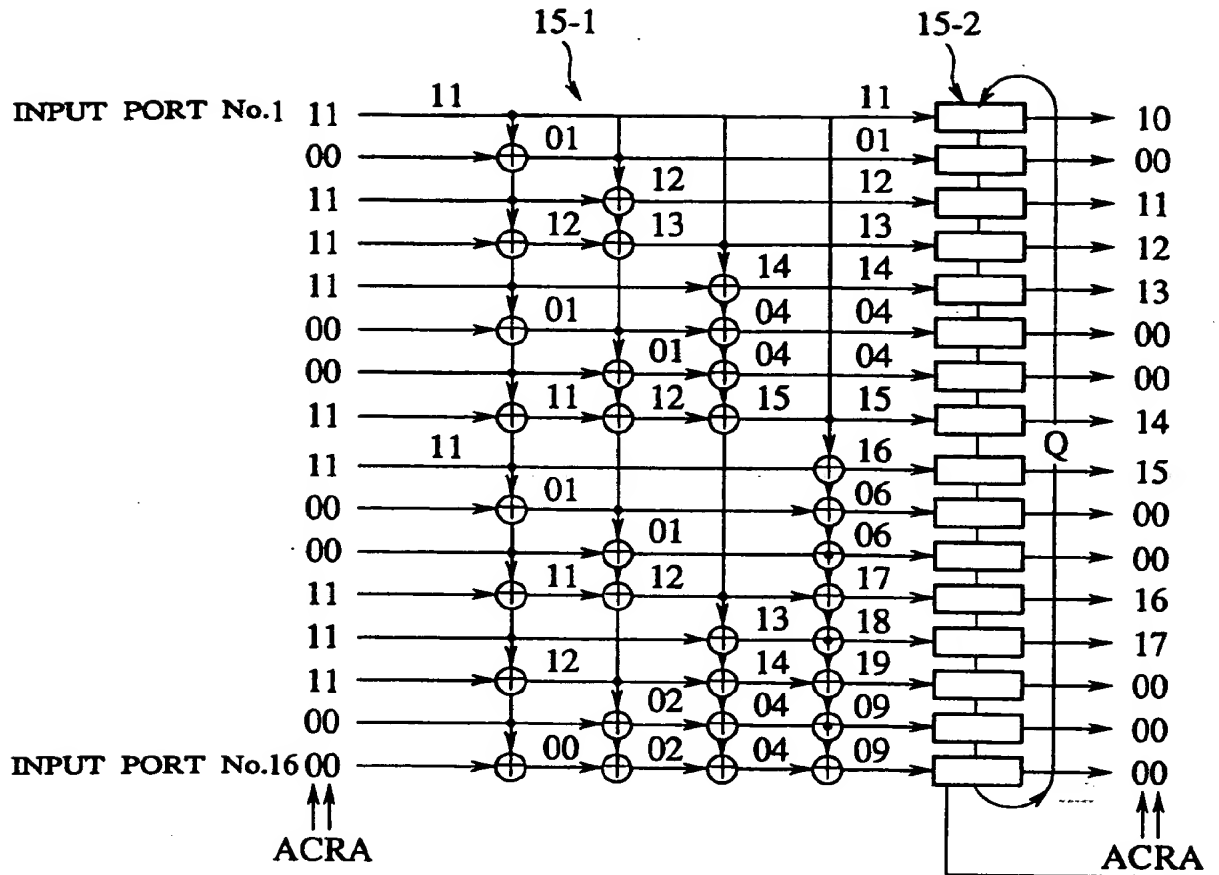 15-1 15-2
INPUT PORT No.1 11 11 11 10
00 01 01 00
11 12 12 11
11 12 13 13 12
11 14 14 13
00 01 04 04 00
00 01 04 04 00
11 11 12 15 15 14
Q
11 11 16 15
00 01 06 00
00 01 06 00
11 11 12 17 16
11 13 18 17
11 12 14 19 00
00 02 04 09 00
INPUT PORT No.16 00 00 02 04 09 00
ACRA ACRA